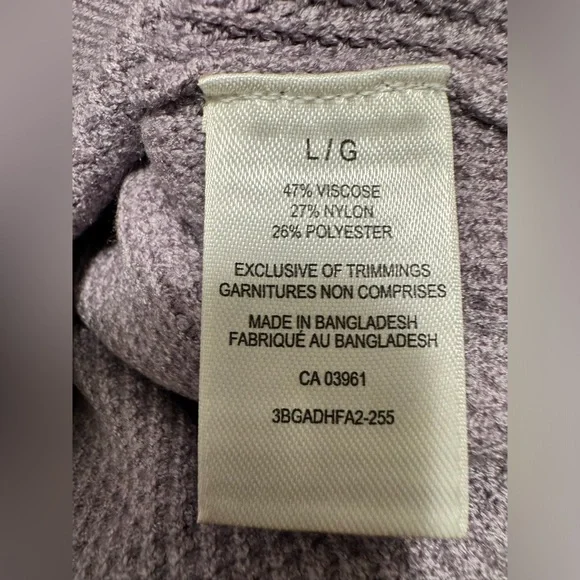 L / G
47% VISCOSE
27% NYLON
26% POLYESTER
EXCLUSIVE OF TRIMMINGS
GARNITURES NON COMPRISES
MADE IN BANGLADESH
FABRIQUÉ AU BANGLADESH
CA 03961
3BGADHFA2-255